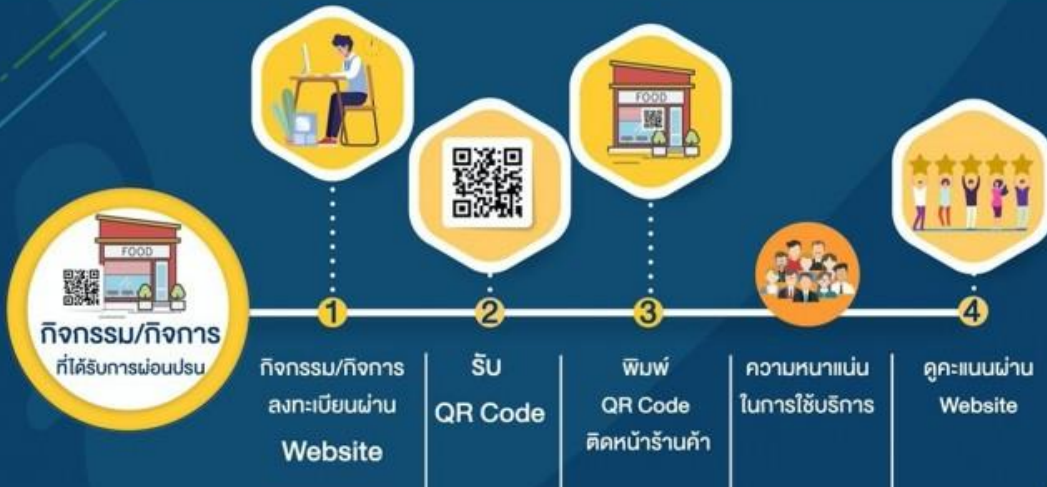 FOOD
กิจกรรม/กิจการ
ที่ได้รับการผ่อนปรน
1
กิจกรรม/กิจการ
ลงทะเบียนผ่าน
Website
2
รับ
QR Code
FOOD
3
พิมพ์
QR Code
ติดหน้าร้านค้า
ความหนาแน่น
ในการใช้บริการ
4
ดูคะแนนผ่าน
Website